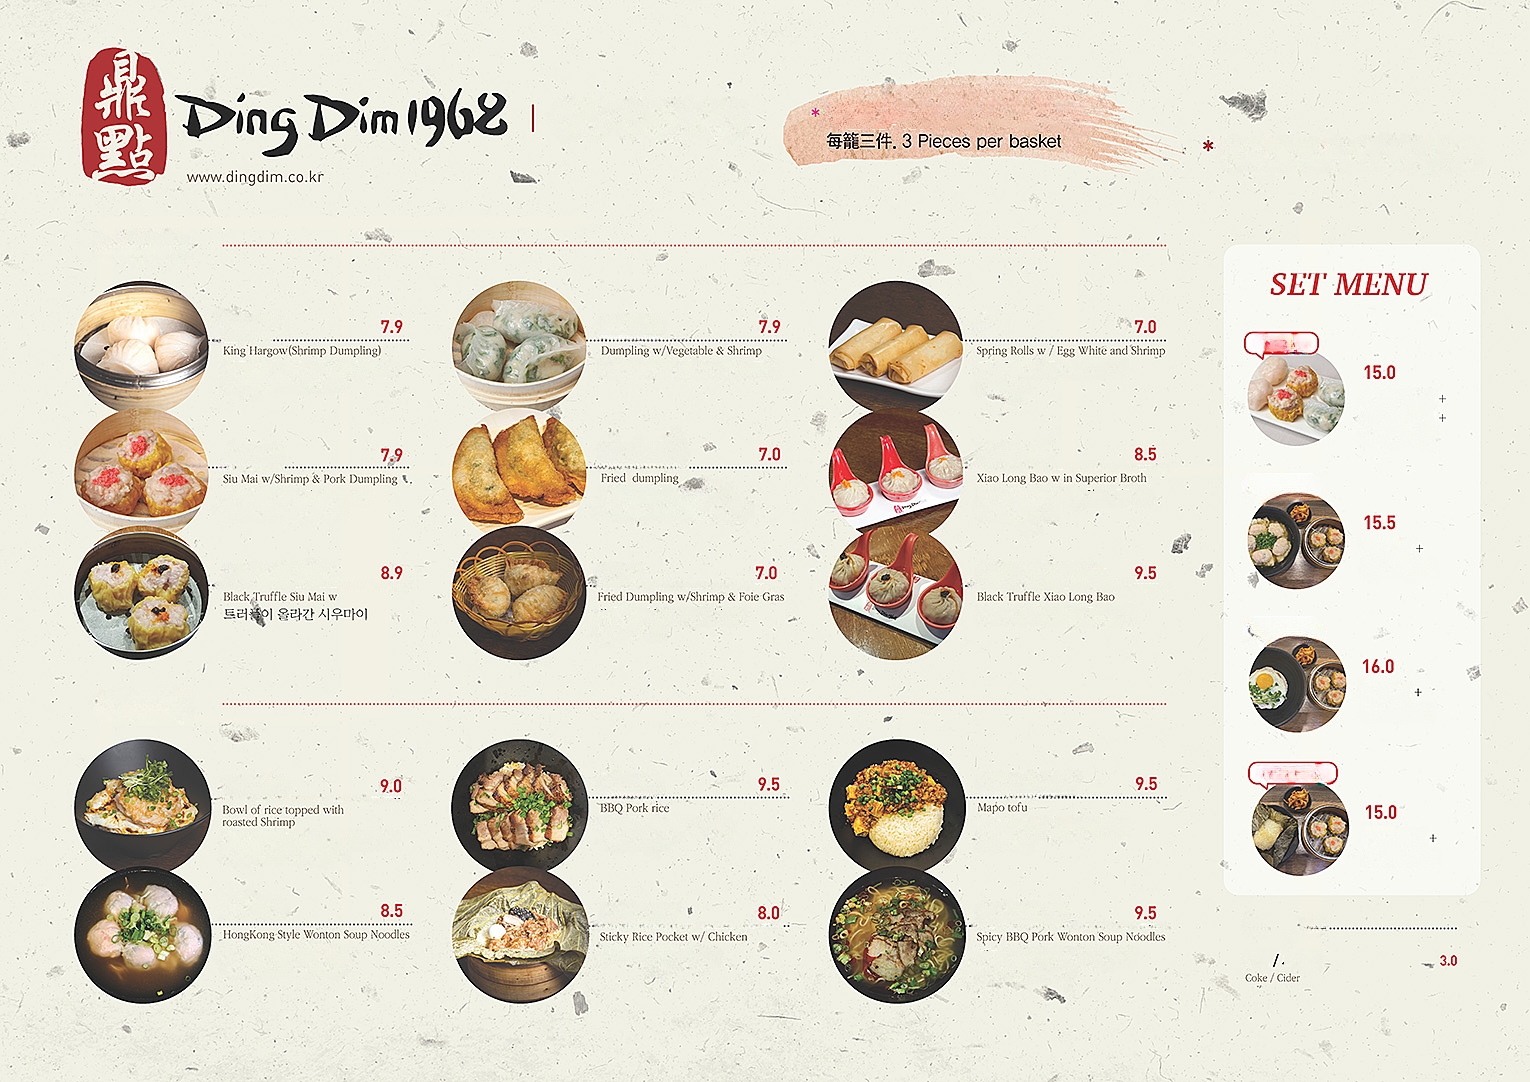 鼎點
Ding Dim 1968
www.dingdim.co.kr
* 每籠三件. 3 Pieces per basket *
7.9
King Hargow(Shrimp Dumpling)
7.9
Dumpling w/Vegetable & Shrimp
7.0
Spring Rolls w / Egg White and Shrimp
7.9
Siu Mai w/Shrimp & Pork Dumpling
7.0
Fried dumpling
8.5
Xiao Long Bao w in Superior Broth
8.9
Black Truffle Siu Mai w
트러플이 올라간 시우마이
7.0
Fried Dumpling w/Shrimp & Foie Gras
9.5
Black Truffle Xiao Long Bao
9.0
Bowl of rice topped with
roasted Shrimp
9.5
BBQ Pork rice
9.5
Mapo tofu
8.5
HongKong Style Wonton Soup Noodles
8.0
Sticky Rice Pocket w/ Chicken
9.5
Spicy BBQ Pork Wonton Soup Noodles
SET MENU
15.0
+
+
15.5
+
16.0
+
15.0
+
/
3.0
Coke / Cider